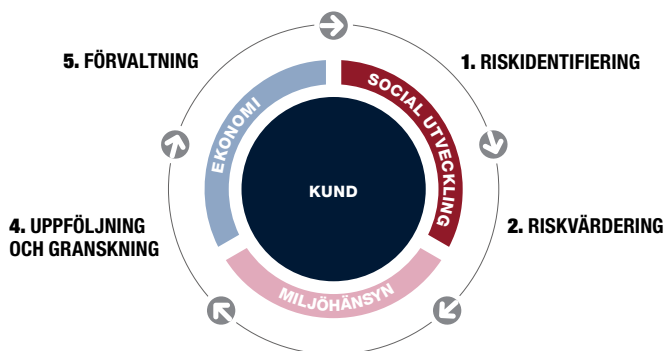 5. FÖRVALTNING
1. RISKIDENTIFIERING
EKONOMI
SOCIAL UTVECKLING
KUND
4. UPPFÖLJNING
OCH GRANSKNING
2. RISKVÄRDERING
MILJÖHÄNSYN